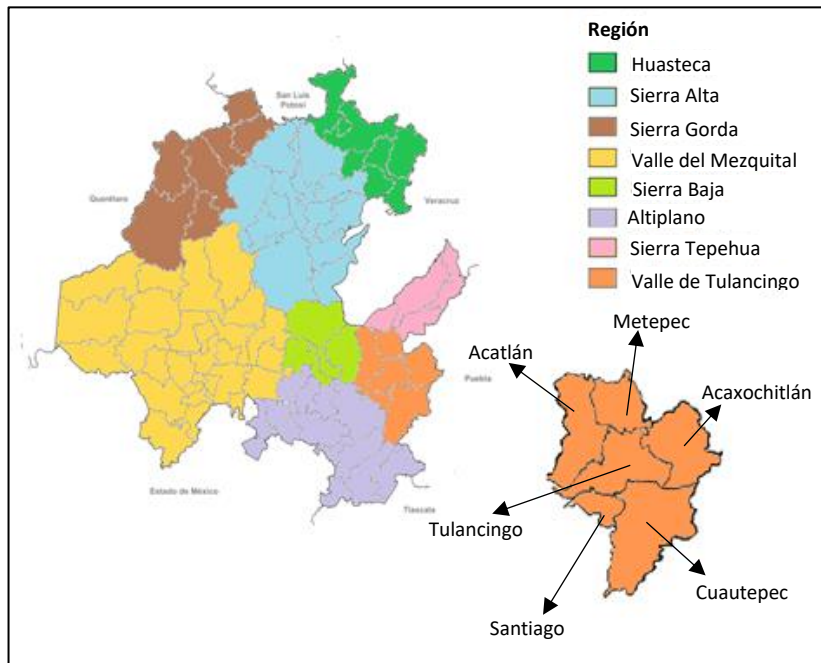 Región
Huasteca
Sierra Alta
Sierra Gorda
Valle del Mezquital
Sierra Baja
Altiplano
Sierra Tepehua
Valle de Tulancingo
San Luis
Potosí
Querétaro
Veracruz
Puebla
Estado de México
Tlaxcala
Metepec
Acatlán
Acaxochitlán
Tulancingo
Cuautepec
Santiago